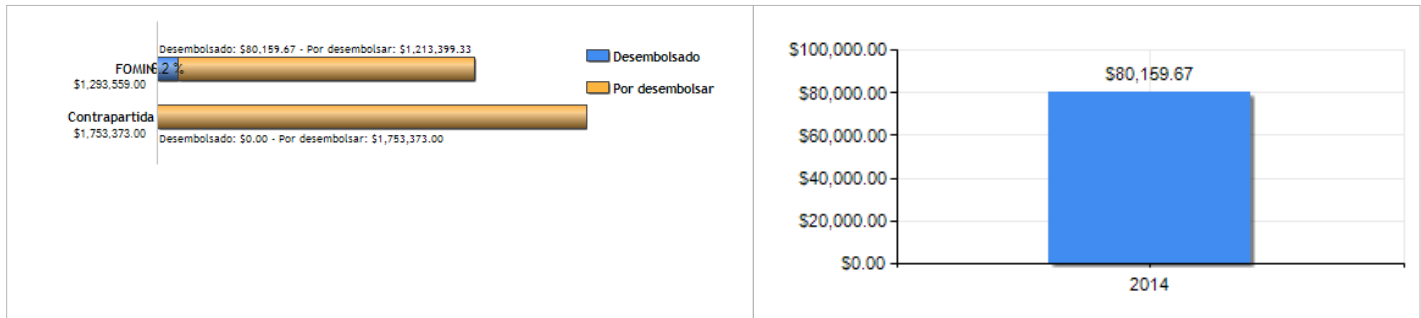 Desembolsado: $80,159.67 - Por desembolsar: $1,213,399.33
FOMIN 6.2 %
$1,293,559.00
Contrapartida
$1,753,373.00
Desembolsado: $0.00 - Por desembolsar: $1,753,373.00
Desembolsado
Por desembolsar
$100,000.00
$80,000.00
$60,000.00
$40,000.00
$20,000.00
$0.00
$80,159.67
2014